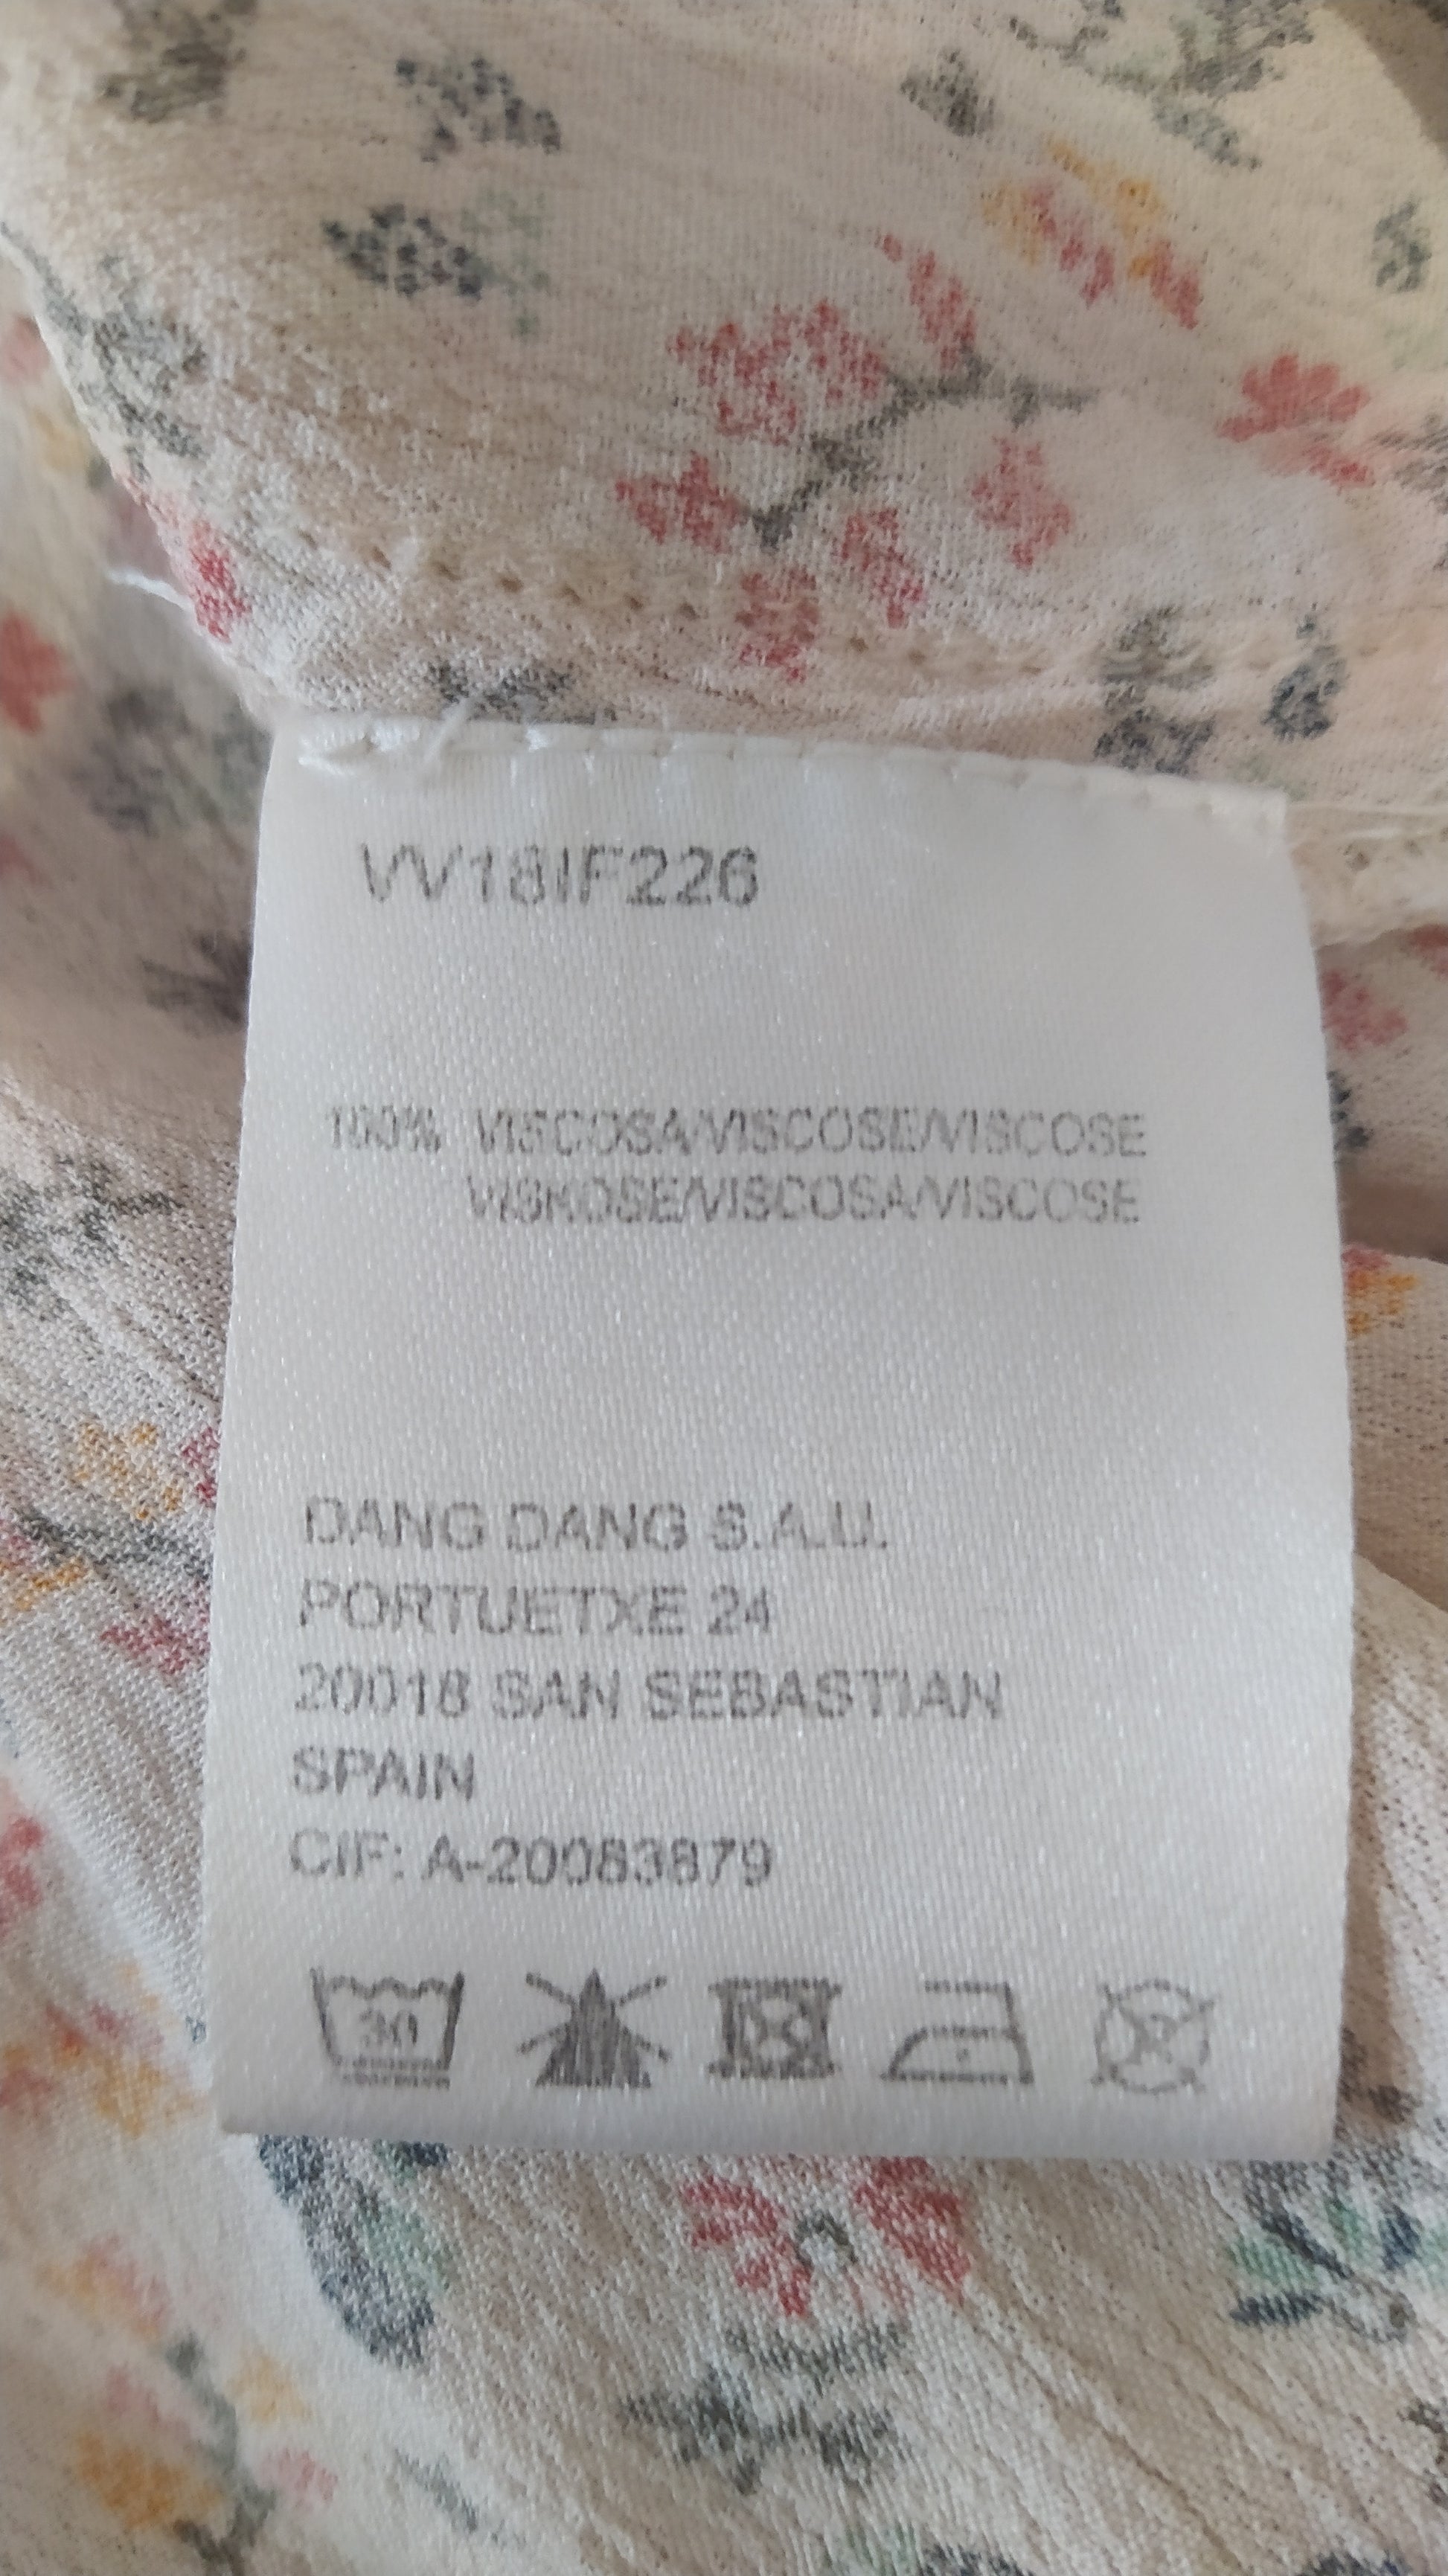 VV18IF226
100% VISCOSA/VISCOSE/VISCOSE
VISKOSE/VISCOSA/VISCOSE
DANG DANG S.A.U.
PORTUETXE 24
20018 SAN SEBASTIAN
SPAIN
CIF: A-20083879
30
P